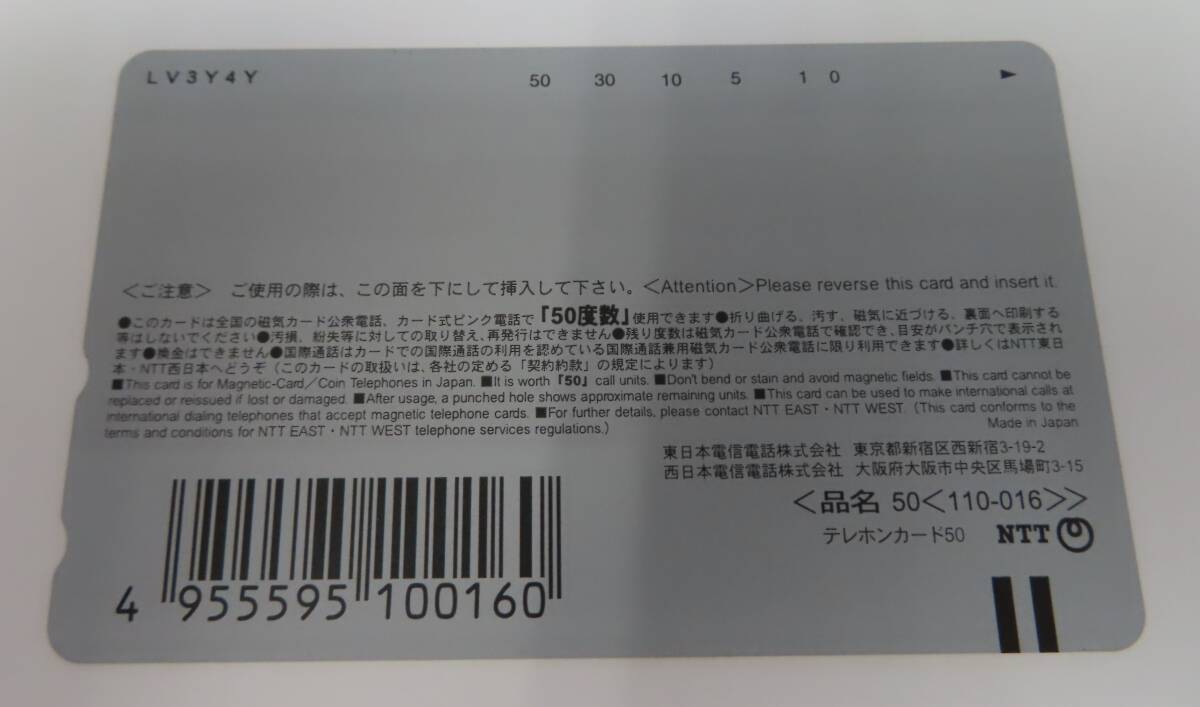 LV3Y4Y 50 30 10 5 1 0 ►
＜ご注意＞ ご使用の際は、この面を下にして挿入して下さい。＜Attention＞Please reverse this card and insert it.
●このカードは全国の磁気カード公衆電話、カード式ピンク電話で「50度数」使用できます●折り曲げる、汚す、磁気に近づける、裏面へ印刷する
等はしないでください●汚損、紛失等に対しての取り替え、再発行はできません●残り度数は磁気カード公衆電話で確認でき、目安がパンチ穴で表示され
ます●換金はできません●国際通話はカードでの国際通話の利用を認めている国際通話兼用磁気カード公衆電話に限り利用できます●詳しくはNTT東日
本・NTT西日本へどうぞ（このカードの取扱いは、各社の定める「契約約款」の規定によります）
■This card is for Magnetic-Card／Coin Telephones in Japan. ■It is worth「50」call units. ■Don't bend or stain and avoid magnetic fields. ■This card cannot be
replaced or reissued if lost or damaged. ■After usage, a punched hole shows approximate remaining units. ■This card can be used to make international calls at
international dialing telephones that accept magnetic telephone cards. ■For further details, please contact NTT EAST・NTT WEST.（This card conforms to the
terms and conditions for NTT EAST・NTT WEST telephone services regulations.） Made in Japan
東日本電信電話株式会社 東京都新宿区西新宿3-19-2
西日本電信電話株式会社 大阪府大阪市中央区馬場町3-15
＜品名 50＜110-016＞＞
テレホンカード50 NTT
4 955595 100160